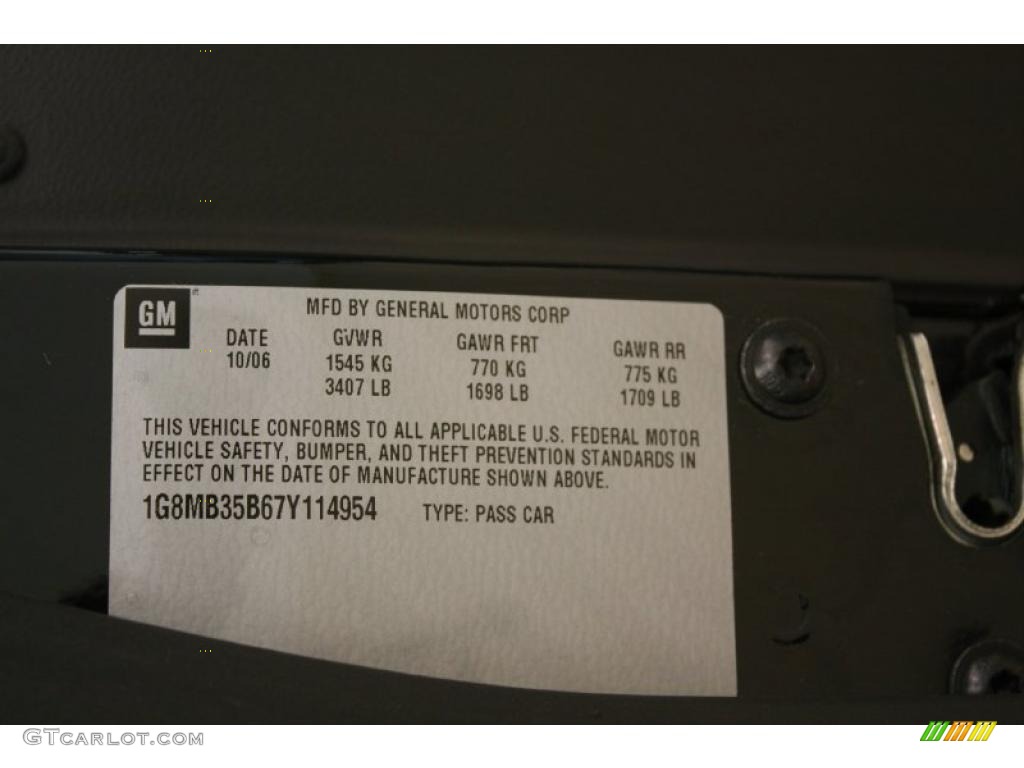 GM
MFD BY GENERAL MOTORS CORP
DATE GVWR GAWR FRT GAWR RR
10/06 1545 KG 770 KG 775 KG
3407 LB 1698 LB 1709 LB
THIS VEHICLE CONFORMS TO ALL APPLICABLE U.S. FEDERAL MOTOR
VEHICLE SAFETY, BUMPER, AND THEFT PREVENTION STANDARDS IN
EFFECT ON THE DATE OF MANUFACTURE SHOWN ABOVE.
1G8MB35B67Y114954 TYPE: PASS CAR
GTcarlot.com